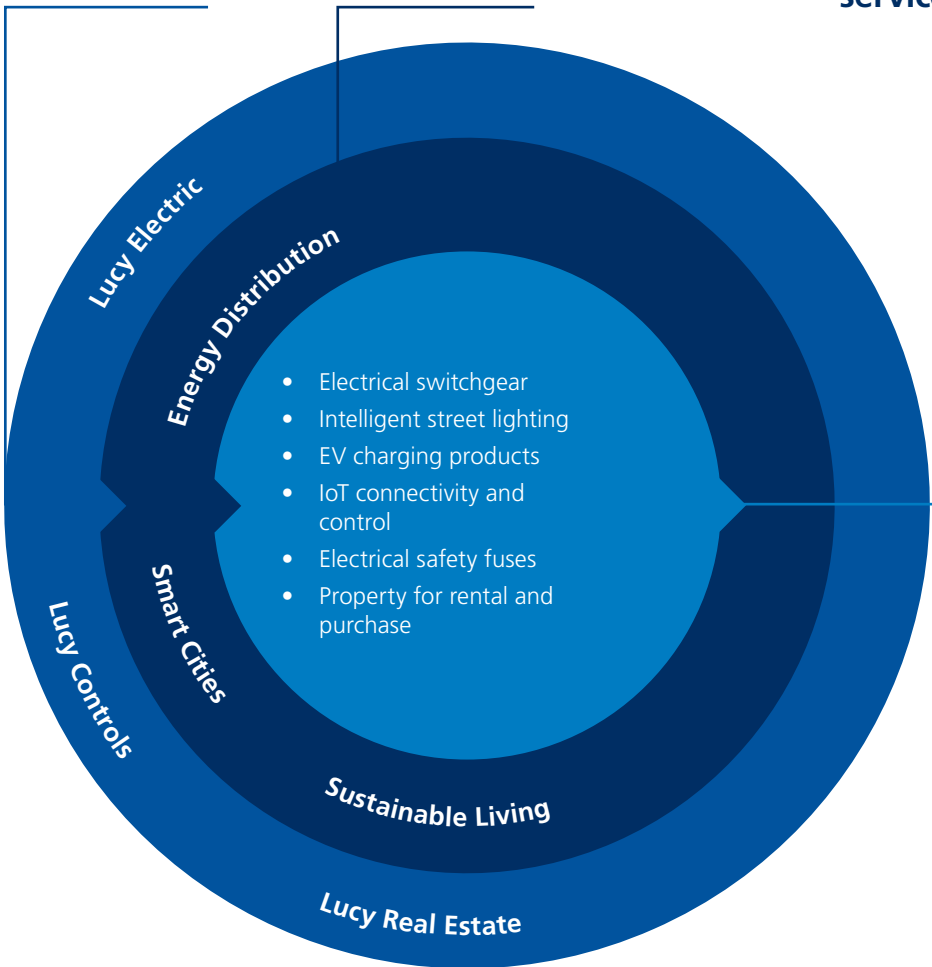 Lucy Electric
Energy Distribution
• Electrical switchgear
• Intelligent street lighting
• EV charging products
• IoT connectivity and
control
• Electrical safety fuses
• Property for rental and
purchase
Smart Cities
Lucy Controls
Sustainable Living
Lucy Real Estate